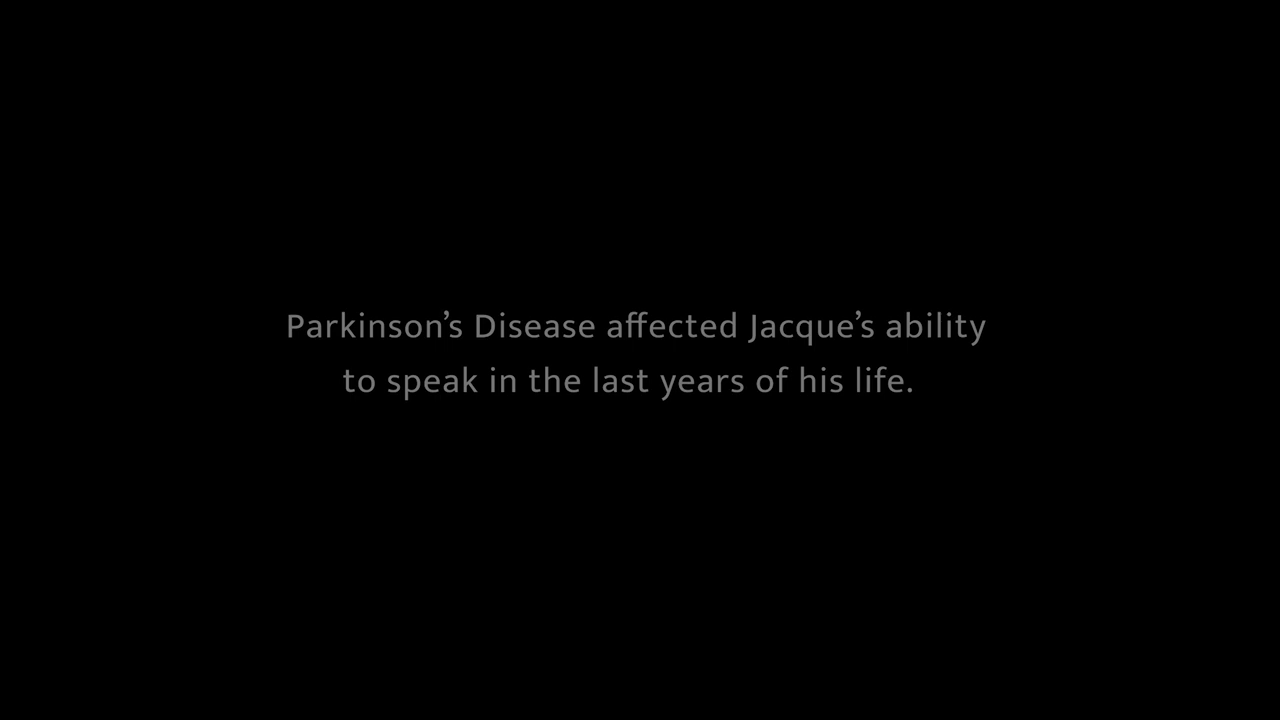 Parkinson’s Disease affected Jacque’s ability
to speak in the last years of his life.